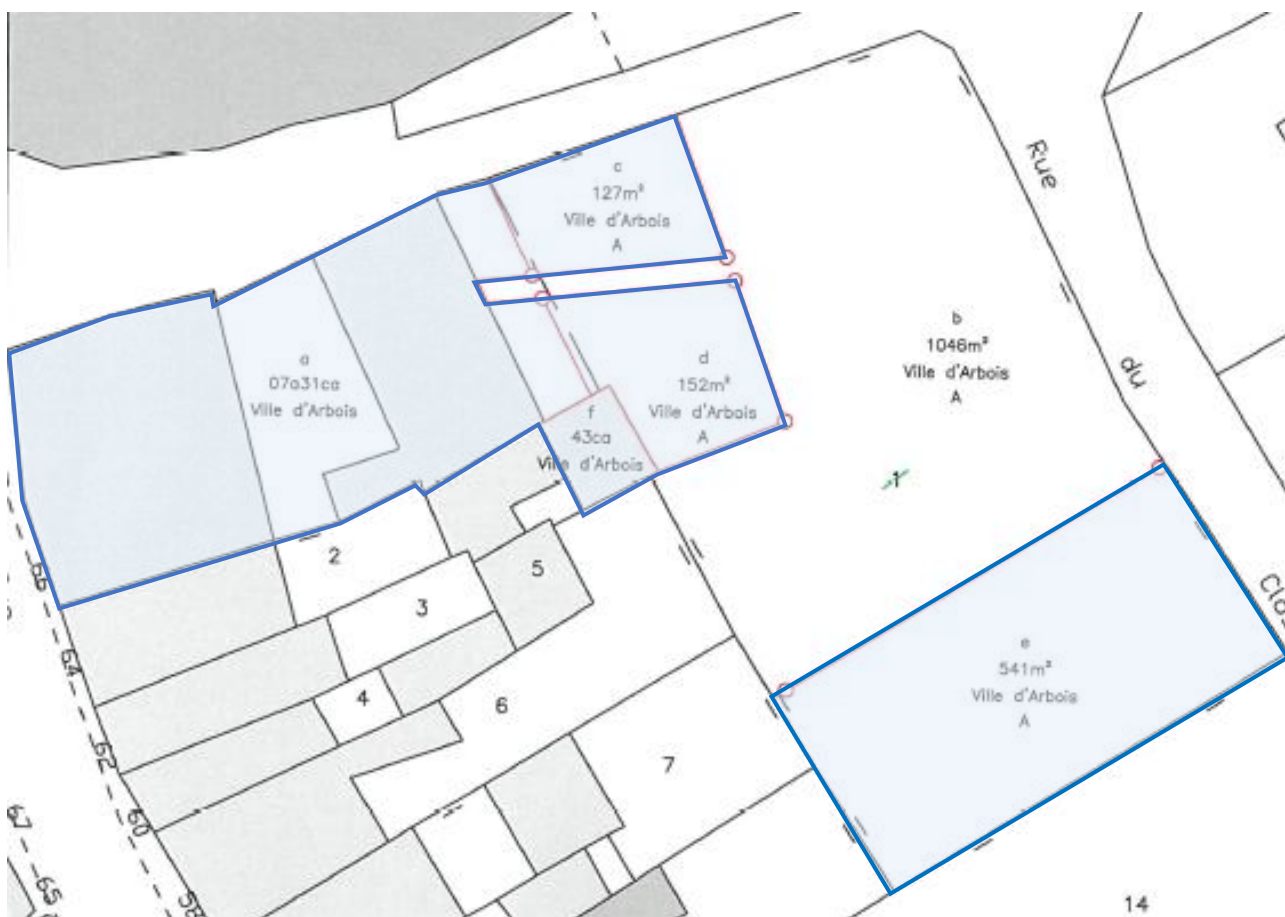 c
127m²
Ville d'Arbois
A
Rue
du
Clos
a
07a31ca
Ville d'Arbois
b
1046m²
Ville d'Arbois
A
d
152m²
Ville d'Arbois
A
f
43ca
Ville d'Arbois
1
2
3
4
5
6
7
e
541m²
Ville d'Arbois
A
66
64
62
60
58
67
65
14